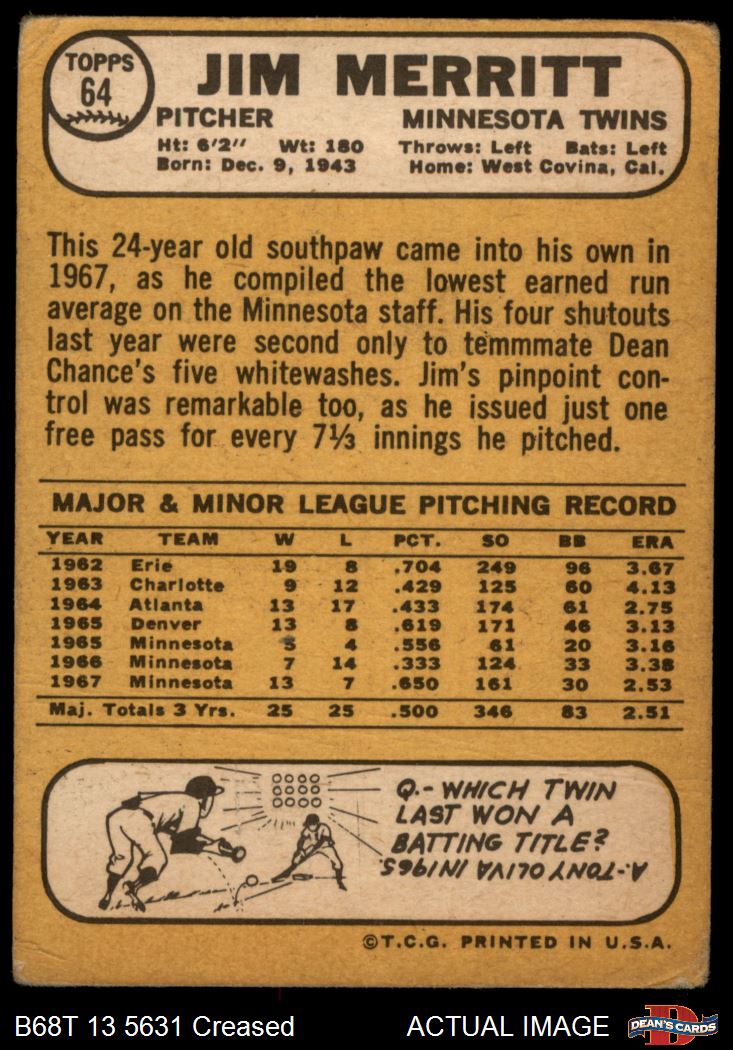 TOPPS
64
JIM MERRITT
PITCHER MINNESOTA TWINS
Ht: 6'2" Wt: 180 Throws: Left Bats: Left
Born: Dec. 9, 1943 Home: West Covina, Cal.
This 24-year old southpaw came into his own in
1967, as he compiled the lowest earned run
average on the Minnesota staff. His four shutouts
last year were second only to temmmate Dean
Chance's five whitewashes. Jim's pinpoint con-
trol was remarkable too, as he issued just one
free pass for every 7⅓ innings he pitched.
MAJOR & MINOR LEAGUE PITCHING RECORD
YEAR TEAM W L PCT. SO BB ERA
1962 Erie 19 8 .704 249 96 3.67
1963 Charlotte 9 12 .429 125 60 4.13
1964 Atlanta 13 17 .433 174 61 2.75
1965 Denver 13 8 .619 171 46 3.13
1965 Minnesota 5 4 .556 61 20 3.16
1966 Minnesota 7 14 .333 124 33 3.38
1967 Minnesota 13 7 .650 161 30 2.53
Maj. Totals 3 Yrs. 25 25 .500 346 83 2.51
Q.- WHICH TWIN
LAST WON A
BATTING TITLE?
A.-TONY OLIVA IN 1965
©T.C.G. PRINTED IN U.S.A.
B68T 13 5631 Creased ACTUAL IMAGE
D
DEAN'S CARDS